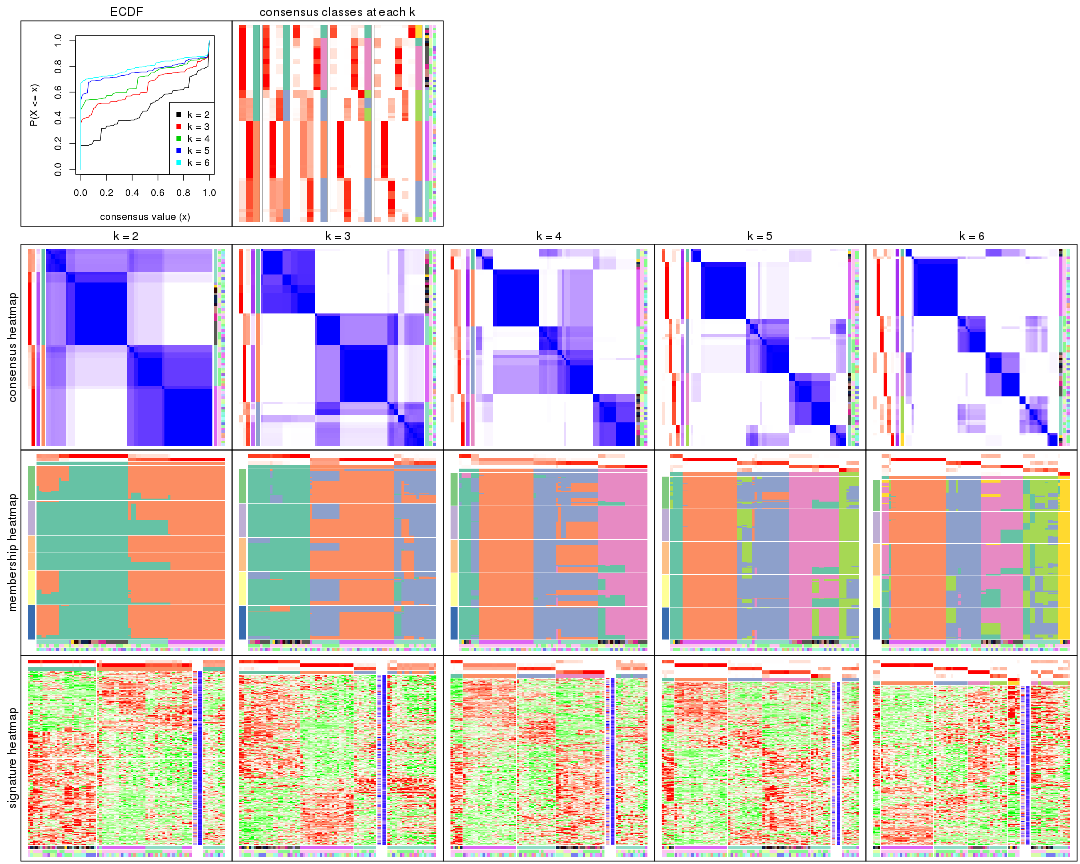 ECDF
consensus classes at each k
P(X <= x)
1.0
0.8
0.6
0.4
0.2
0.0
k = 2
k = 3
k = 4
k = 5
k = 6
0.0 0.2 0.4 0.6 0.8 1.0
consensus value (x)
k = 2 k = 3 k = 4 k = 5 k = 6
consensus heatmap
membership heatmap
signature heatmap